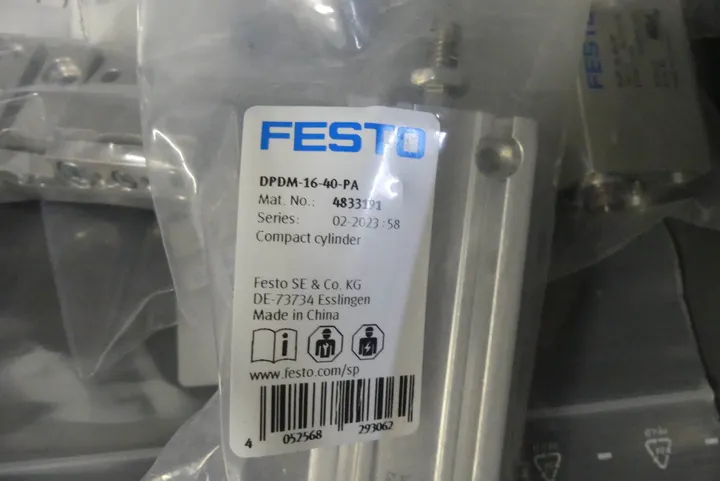 FESTO
DPDM-16-40-PA
Mat. No.: 4833191
Series: 02-2023 :58
Compact cylinder
Festo SE & Co. KG
DE-73734 Esslingen
Made in China
www.festo.com/sp
4 052568 293062
FESTO